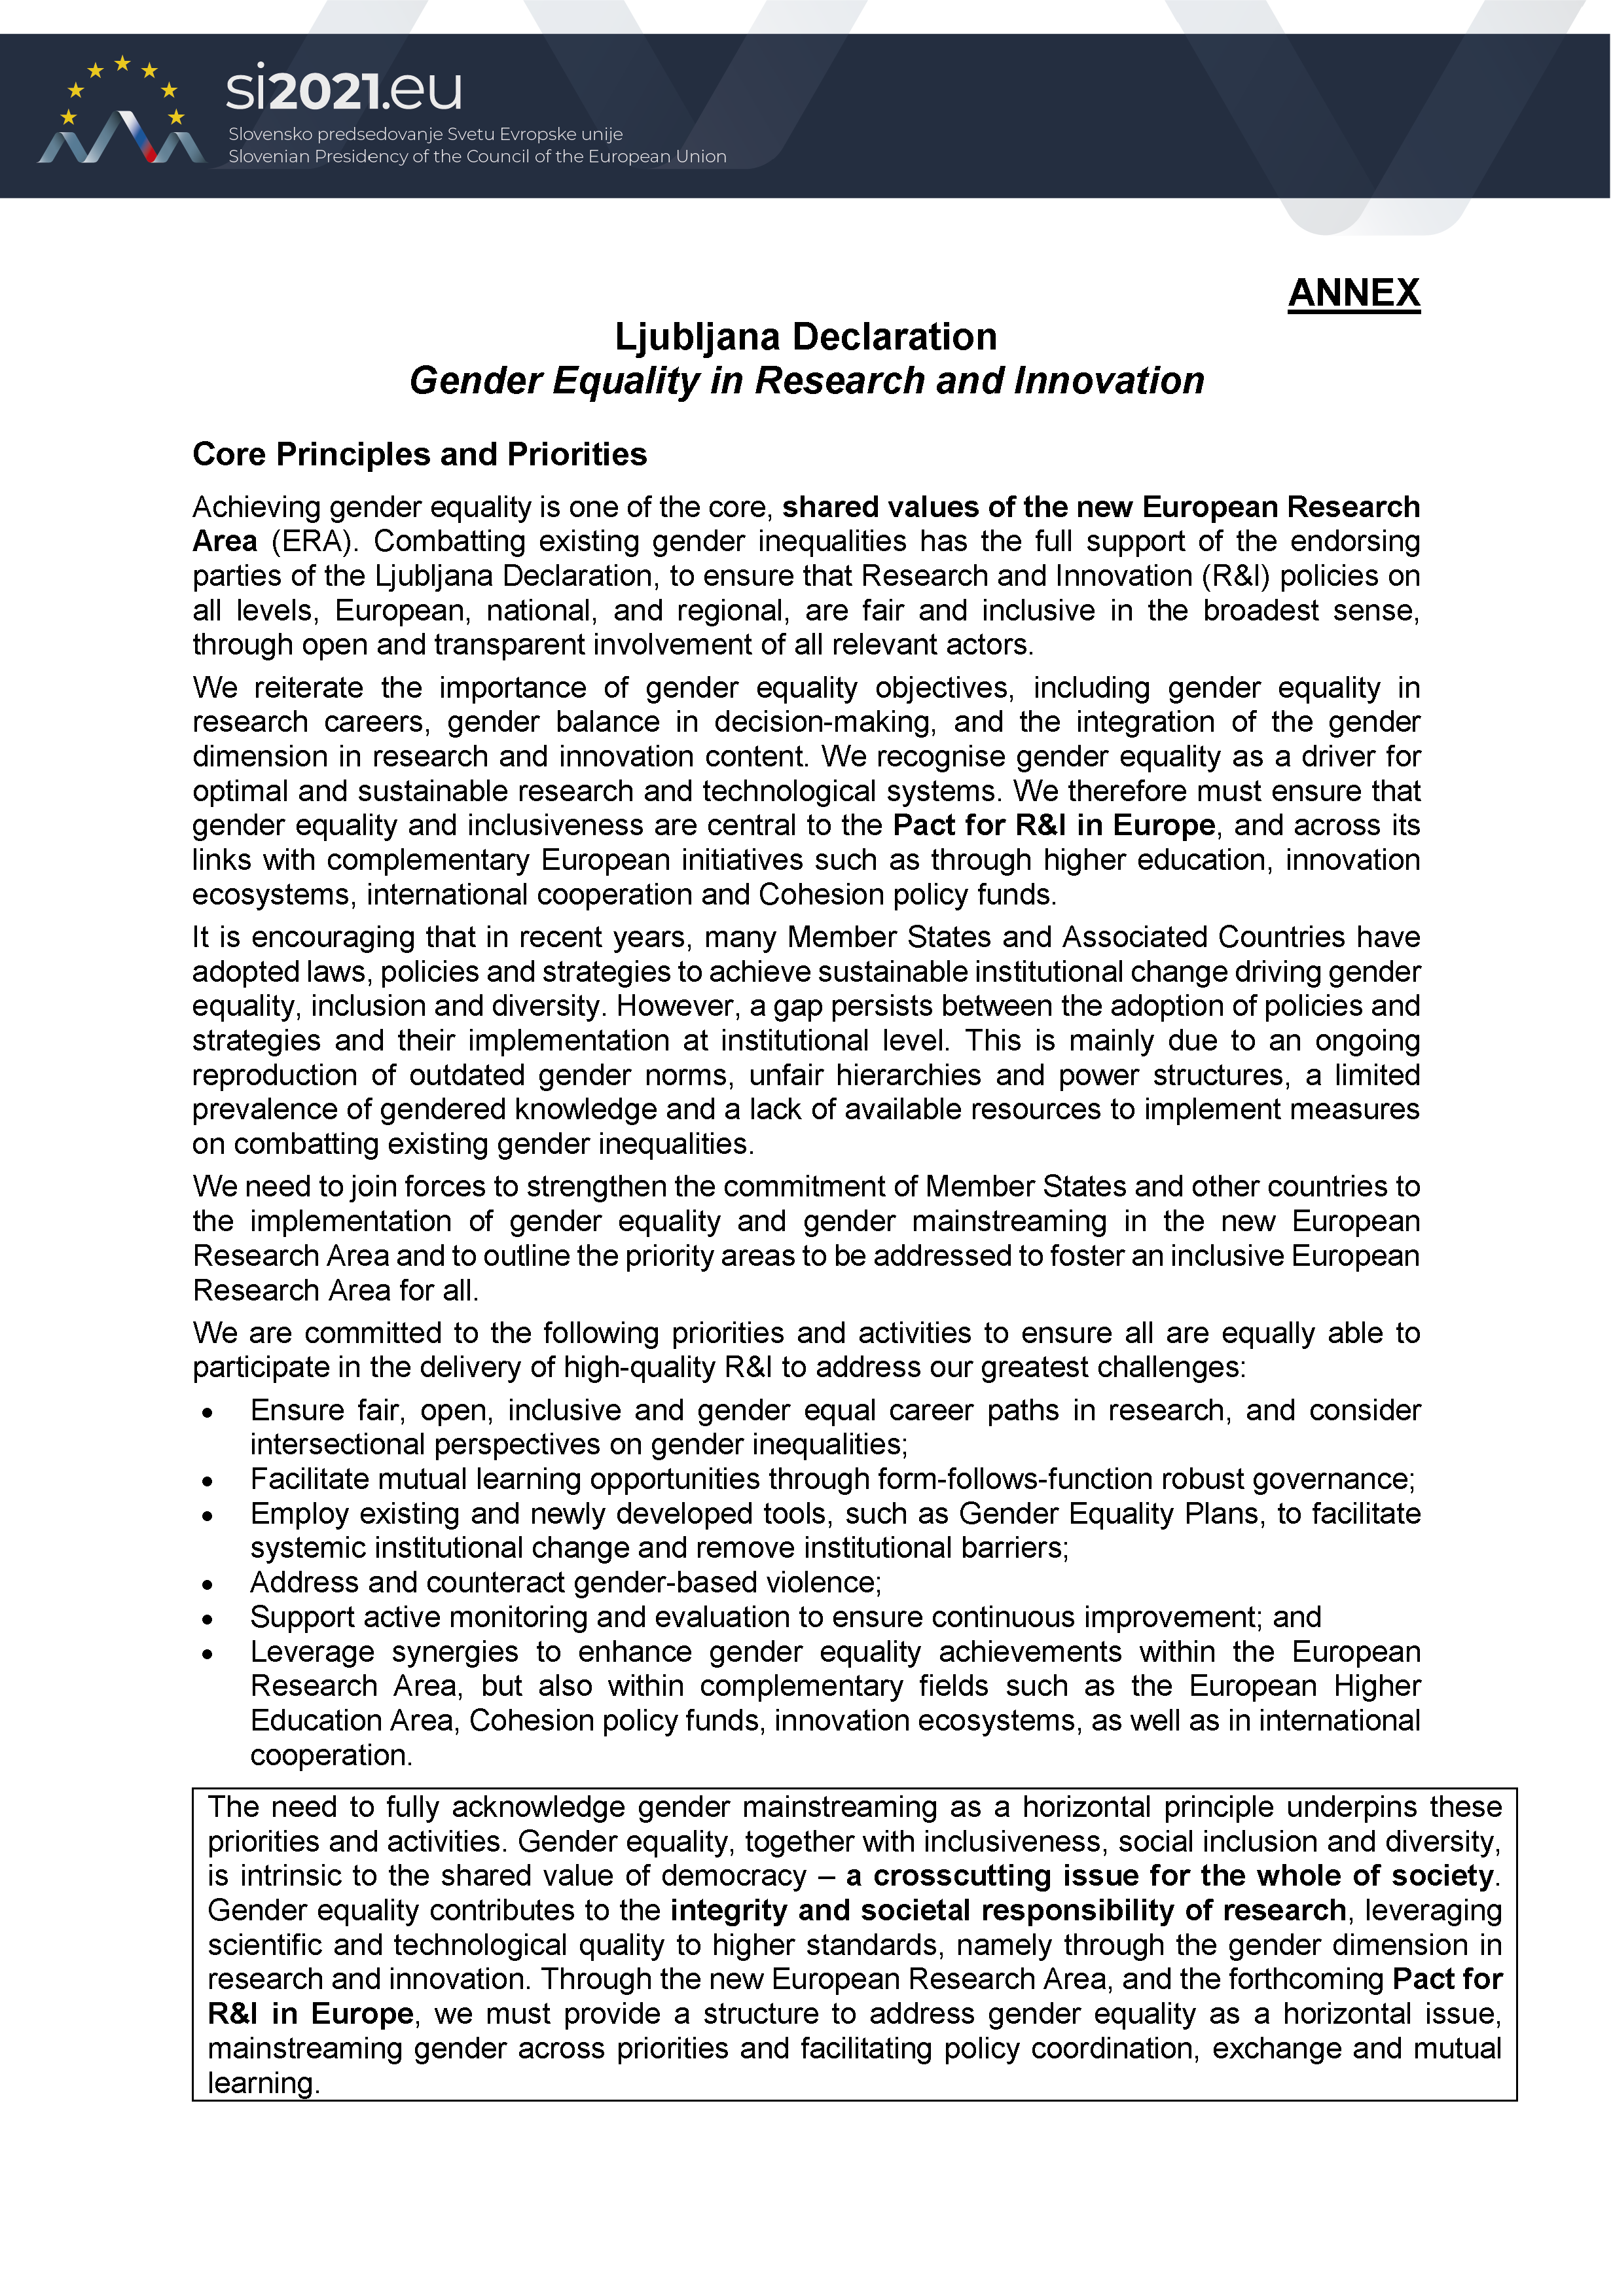 si2021.eu
Slovensko predsedovanje Svetu Evropske unije
Slovenian Presidency of the Council of the European Union
ANNEX
Ljubljana Declaration
Gender Equality in Research and Innovation
Core Principles and Priorities
Achieving gender equality is one of the core, shared values of the new European Research
Area (ERA). Combatting existing gender inequalities has the full support of the endorsing
parties of the Ljubljana Declaration, to ensure that Research and Innovation (R&I) policies on
all levels, European, national, and regional, are fair and inclusive in the broadest sense,
through open and transparent involvement of all relevant actors.
We reiterate the importance of gender equality objectives, including gender equality in
research careers, gender balance in decision-making, and the integration of the gender
dimension in research and innovation content. We recognise gender equality as a driver for
optimal and sustainable research and technological systems. We therefore must ensure that
gender equality and inclusiveness are central to the Pact for R&I in Europe, and across its
links with complementary European initiatives such as through higher education, innovation
ecosystems, international cooperation and Cohesion policy funds.
It is encouraging that in recent years, many Member States and Associated Countries have
adopted laws, policies and strategies to achieve sustainable institutional change driving gender
equality, inclusion and diversity. However, a gap persists between the adoption of policies and
strategies and their implementation at institutional level. This is mainly due to an ongoing
reproduction of outdated gender norms, unfair hierarchies and power structures, a limited
prevalence of gendered knowledge and a lack of available resources to implement measures
on combatting existing gender inequalities.
We need to join forces to strengthen the commitment of Member States and other countries to
the implementation of gender equality and gender mainstreaming in the new European
Research Area and to outline the priority areas to be addressed to foster an inclusive European
Research Area for all.
We are committed to the following priorities and activities to ensure all are equally able to
participate in the delivery of high-quality R&I to address our greatest challenges:
• Ensure fair, open, inclusive and gender equal career paths in research, and consider
intersectional perspectives on gender inequalities;
• Facilitate mutual learning opportunities through form-follows-function robust governance;
• Employ existing and newly developed tools, such as Gender Equality Plans, to facilitate
systemic institutional change and remove institutional barriers;
• Address and counteract gender-based violence;
• Support active monitoring and evaluation to ensure continuous improvement; and
• Leverage synergies to enhance gender equality achievements within the European
Research Area, but also within complementary fields such as the European Higher
Education Area, Cohesion policy funds, innovation ecosystems, as well as in international
cooperation.
The need to fully acknowledge gender mainstreaming as a horizontal principle underpins these
priorities and activities. Gender equality, together with inclusiveness, social inclusion and diversity,
is intrinsic to the shared value of democracy – a crosscutting issue for the whole of society.
Gender equality contributes to the integrity and societal responsibility of research, leveraging
scientific and technological quality to higher standards, namely through the gender dimension in
research and innovation. Through the new European Research Area, and the forthcoming Pact for
R&I in Europe, we must provide a structure to address gender equality as a horizontal issue,
mainstreaming gender across priorities and facilitating policy coordination, exchange and mutual
learning.